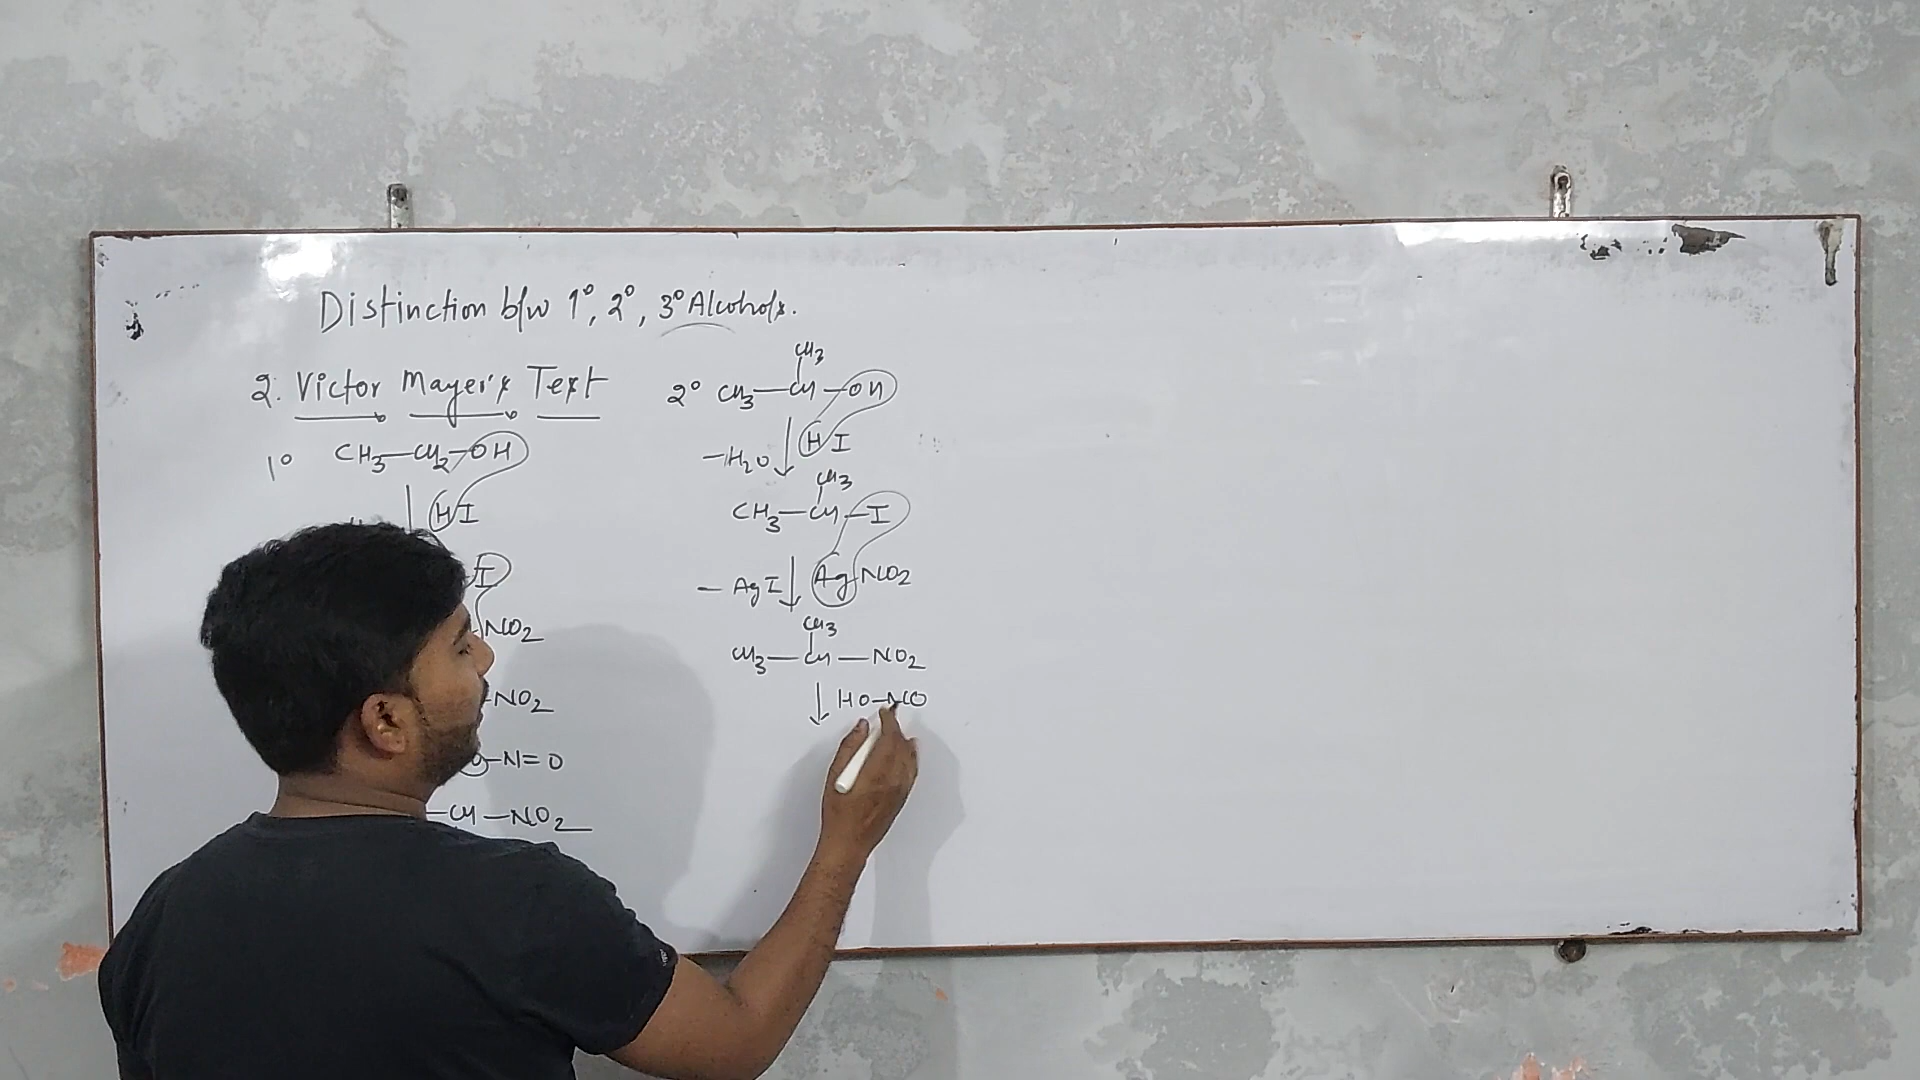 Distinction b/w 1°, 2°, 3° Alcohols.
2. Victor Mayer's Test
1° CH3—CH2—OH
HI
I
NO2
—NO2
O—N=O
—CH—NO2
CH3
2° CH3—CH—OH
—H2O HI
CH3
CH3—CH—I
— AgI AgNO2
CH3
CH3—CH—NO2
HO—NO